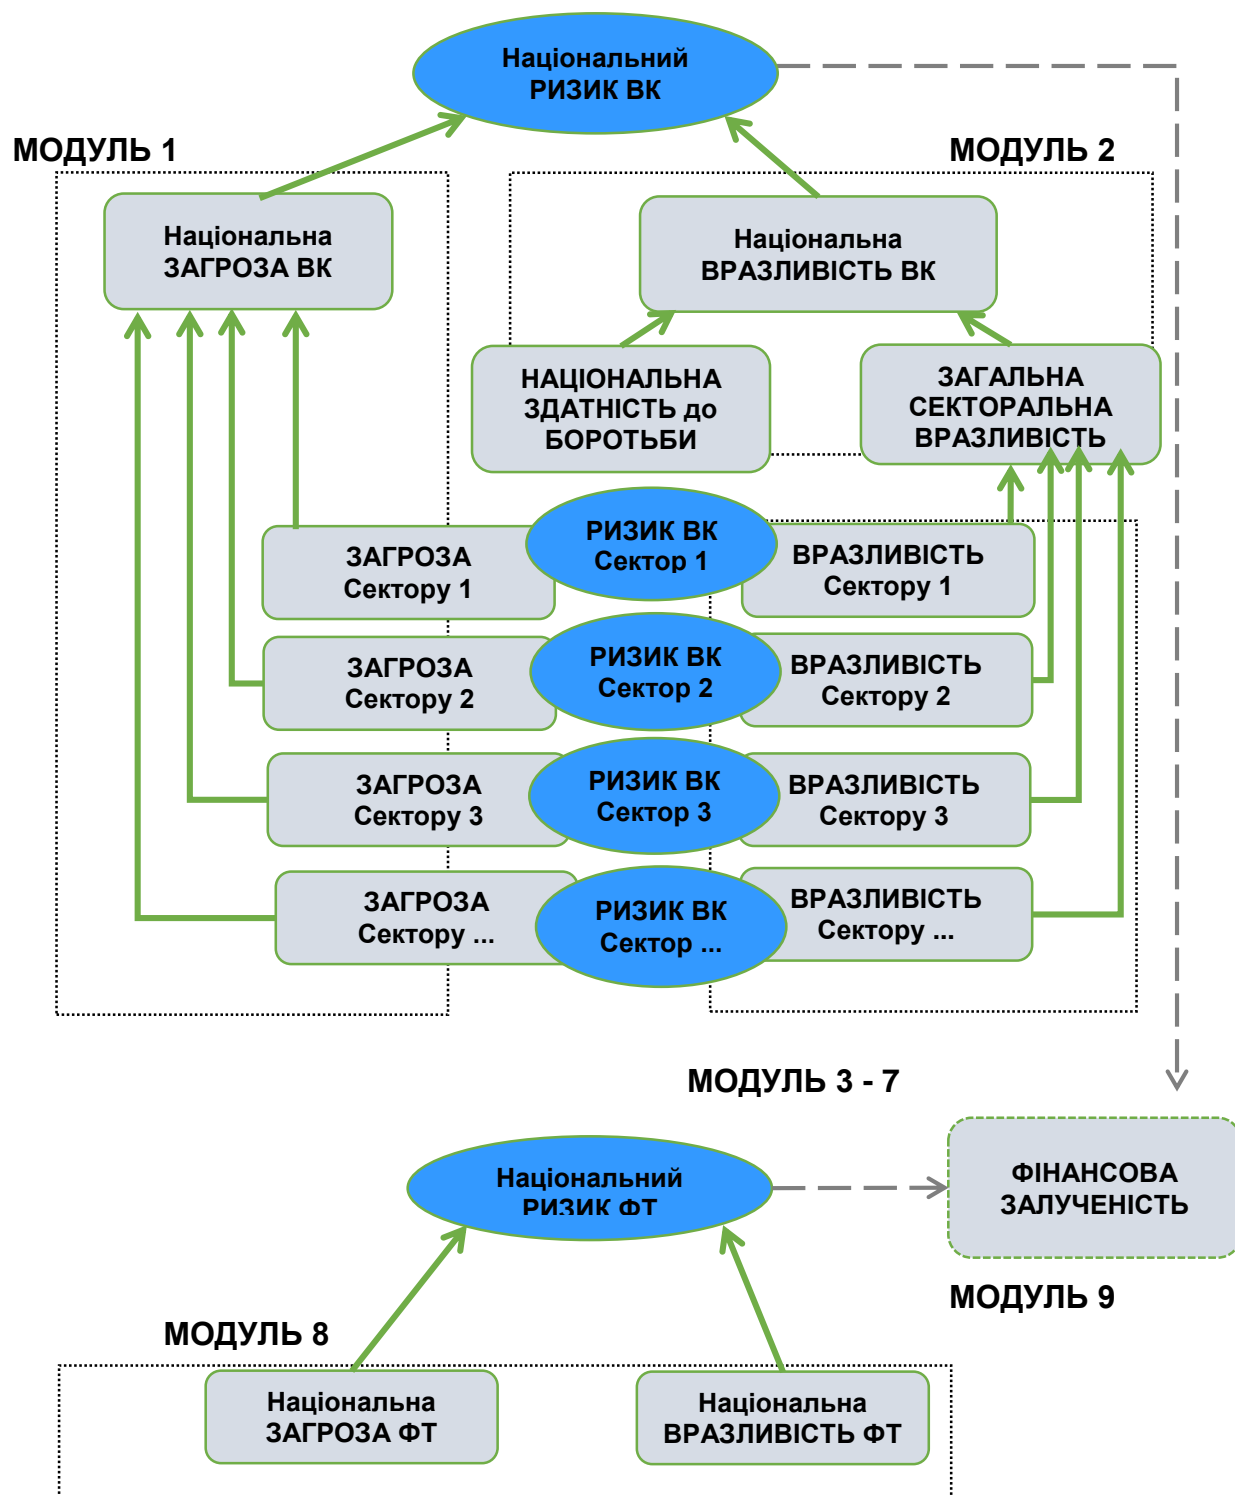 Національний
РИЗИК ВК
МОДУЛЬ 1
МОДУЛЬ 2
Національна
ЗАГРОЗА ВК
Національна
ВРАЗЛИВІСТЬ ВК
НАЦІОНАЛЬНА
ЗДАТНІСТЬ до
БОРОТЬБИ
ЗАГАЛЬНА
СЕКТОРАЛЬНА
ВРАЗЛИВІСТЬ
ЗАГРОЗА
Сектору 1
РИЗИК ВК
Сектор 1
ВРАЗЛИВІСТЬ
Сектору 1
ЗАГРОЗА
Сектору 2
РИЗИК ВК
Сектор 2
ВРАЗЛИВІСТЬ
Сектору 2
ЗАГРОЗА
Сектору 3
РИЗИК ВК
Сектор 3
ВРАЗЛИВІСТЬ
Сектору 3
ЗАГРОЗА
Сектору ...
РИЗИК ВК
Сектор ...
ВРАЗЛИВІСТЬ
Сектору ...
МОДУЛЬ 3 - 7
Національний
РИЗИК ФТ
ФІНАНСОВА
ЗАЛУЧЕНІСТЬ
МОДУЛЬ 9
МОДУЛЬ 8
Національна
ЗАГРОЗА ФТ
Національна
ВРАЗЛИВІСТЬ ФТ